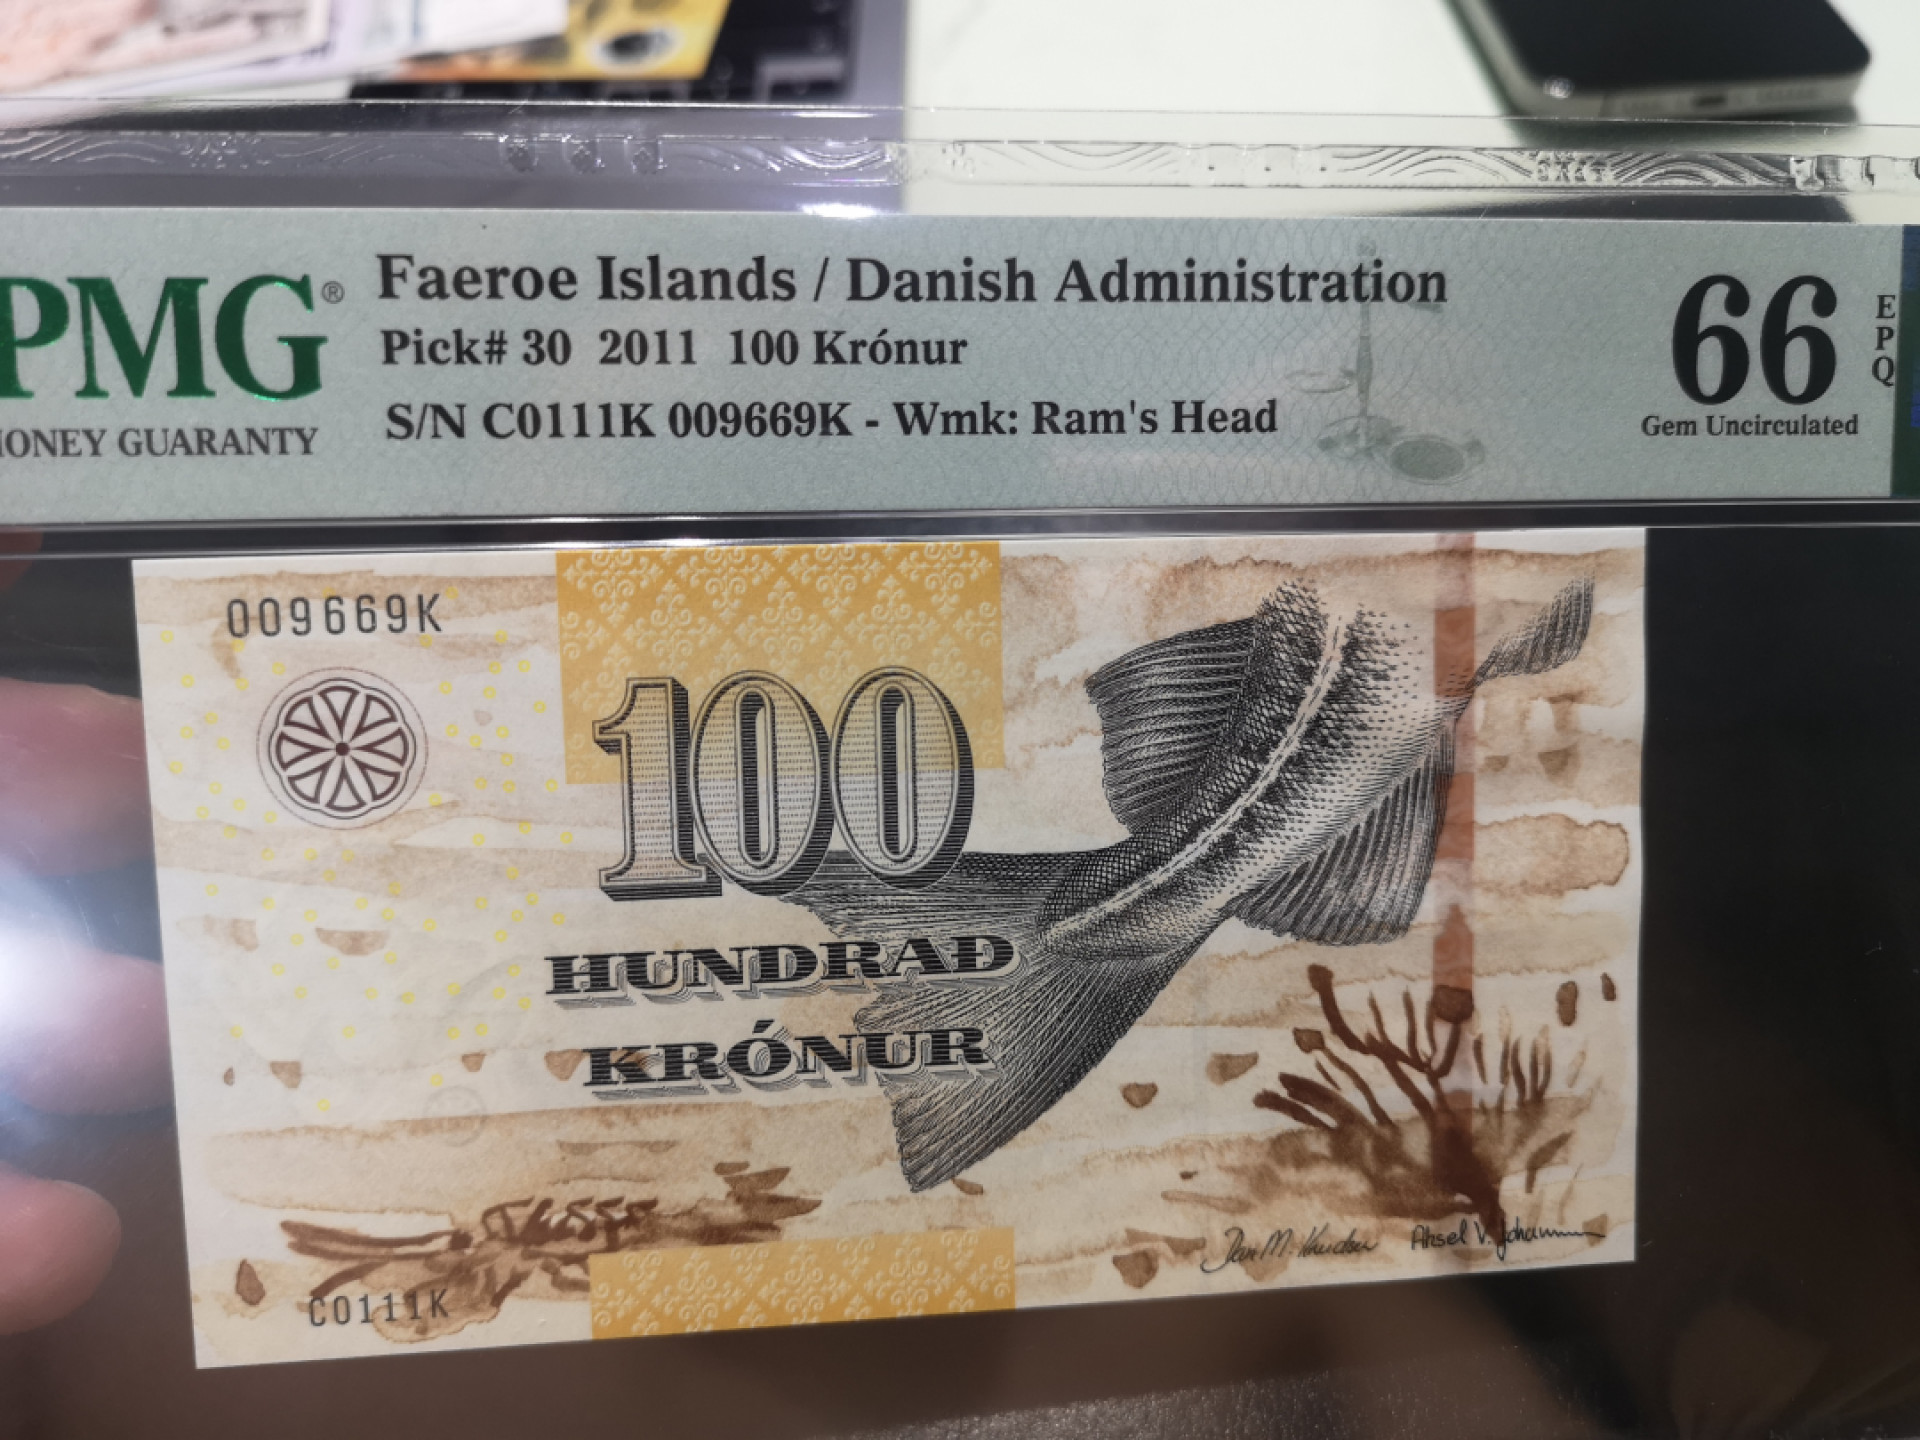 PMG®
MONEY GUARANTY
Faeroe Islands / Danish Administration
Pick# 30 2011 100 Krónur
S/N C0111K 009669K - Wmk: Ram's Head
66
EPQ
Gem Uncirculated
009669K
100
HUNDRAÐ
KRÓNUR
C0111K